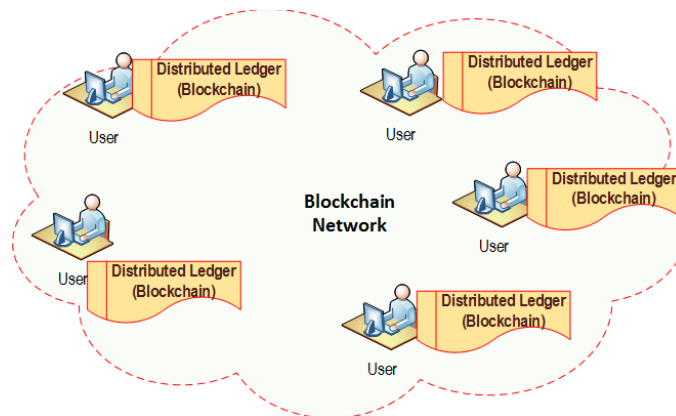 Distributed Ledger
(Blockchain)
User
Distributed Ledger
(Blockchain)
User
Blockchain
Network
Distributed Ledger
(Blockchain)
User
User
Distributed Ledger
(Blockchain)
Distributed Ledger
(Blockchain)
User